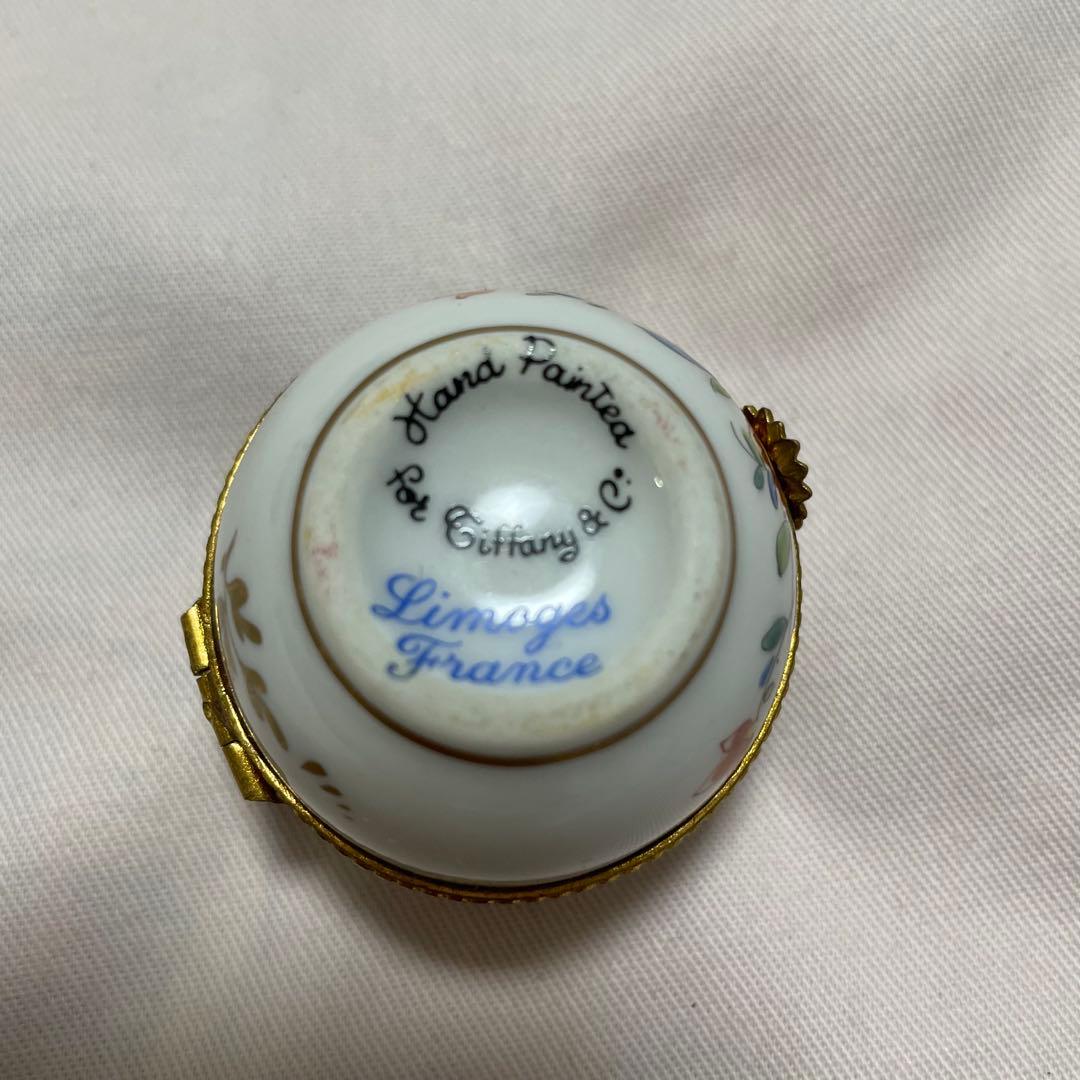 Hand Painted
for Tiffany & Co.
Limoges
France